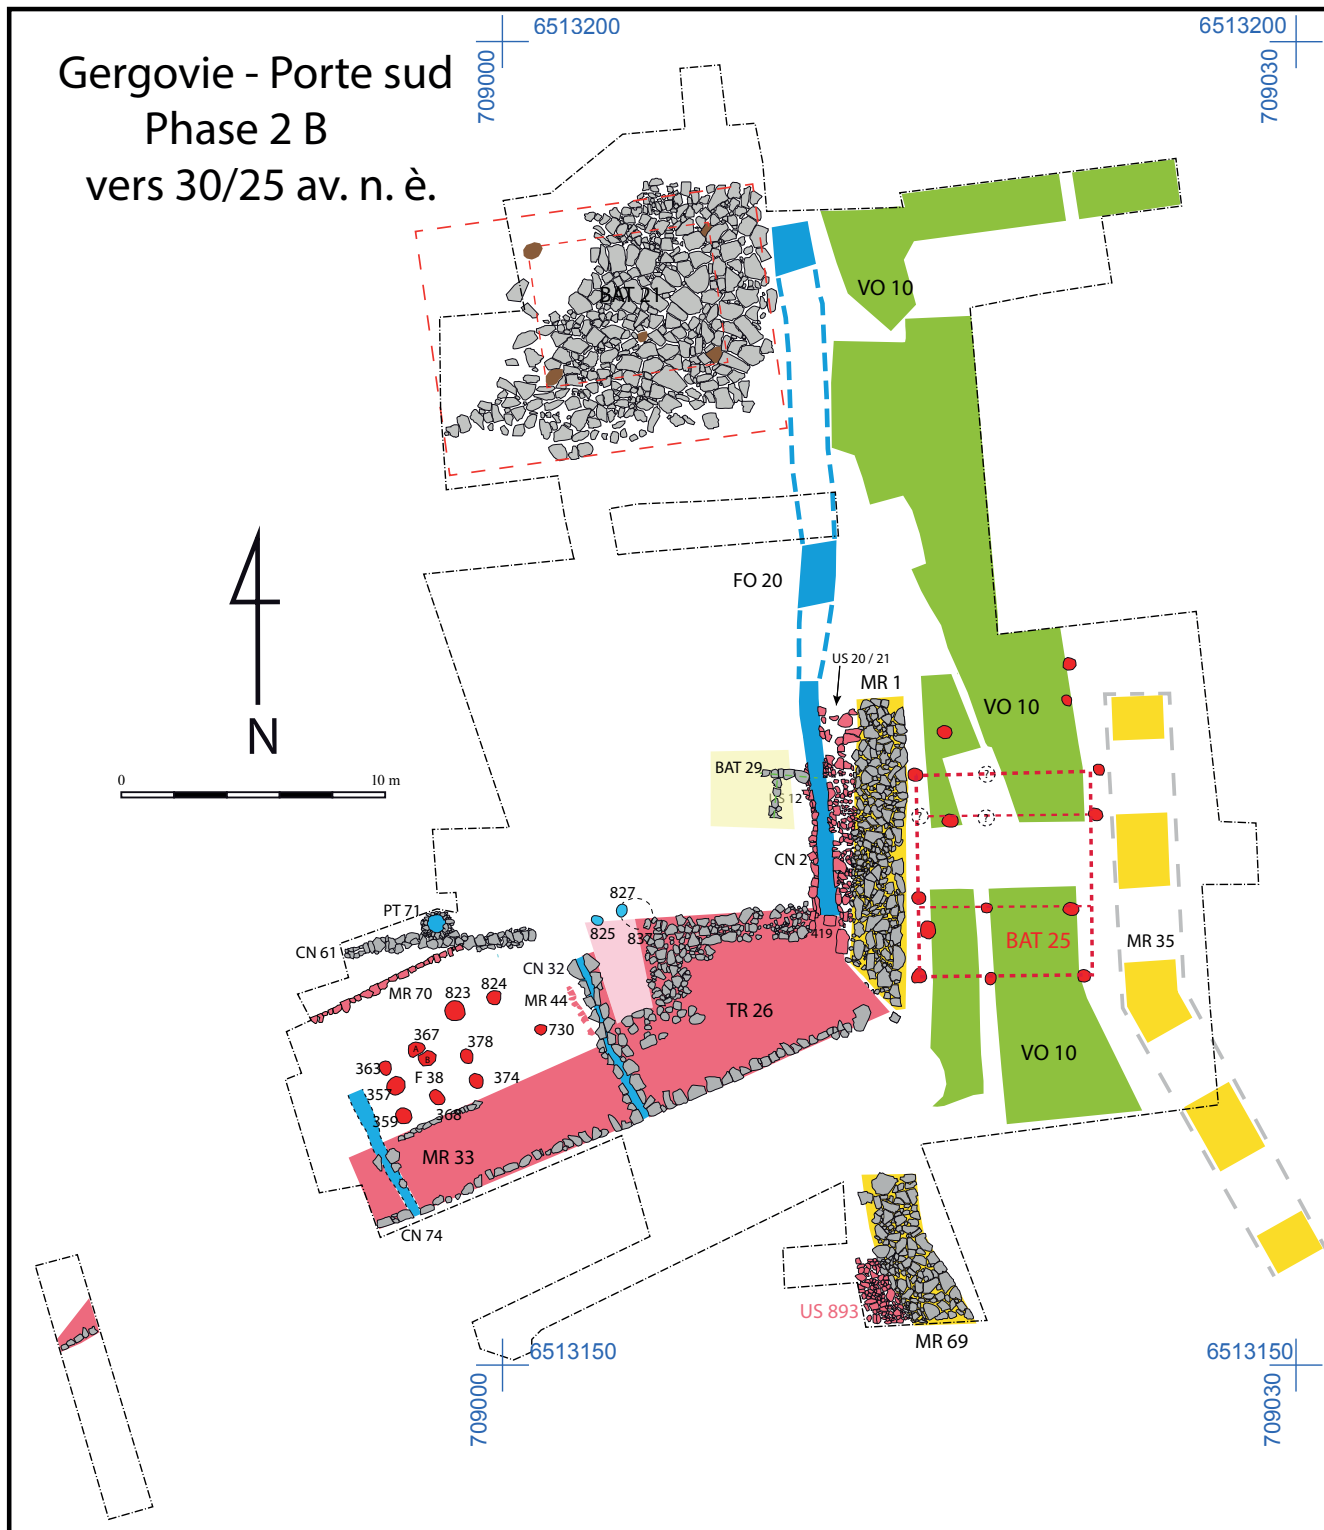 Gergovie - Porte sud
Phase 2 B
vers 30/25 av. n. è.
6513200
709000
6513200
709030
BAT 21
VO 10
FO 20
N
0 10 m
US 20 / 21
MR 1
VO 10
BAT 29
US 12
?
?
?
CN 2
827
825
837
419
PT 71
CN 61
CN 32
MR 44
MR 70
823
824
730
TR 26
BAT 25
MR 35
VO 10
367
A
B
378
363
F 38
374
357
359
368
MR 33
CN 74
US 893
MR 69
6513150
709000
6513150
709030